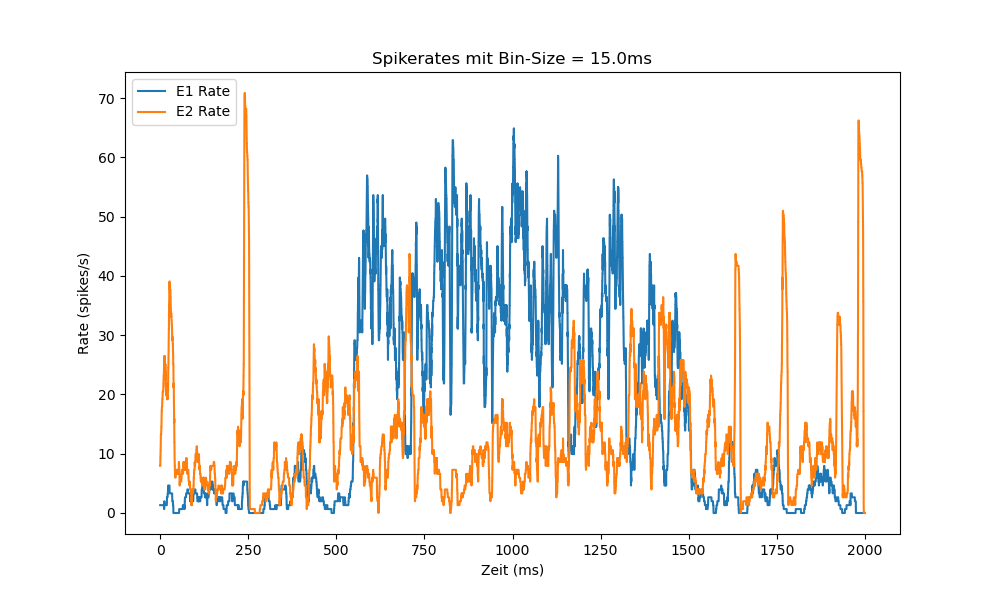 Spikerates mit Bin-Size = 15.0ms
E1 Rate
E2 Rate
70
60
50
40
30
20
10
0
Rate (spikes/s)
0 250 500 750 1000 1250 1500 1750 2000
Zeit (ms)